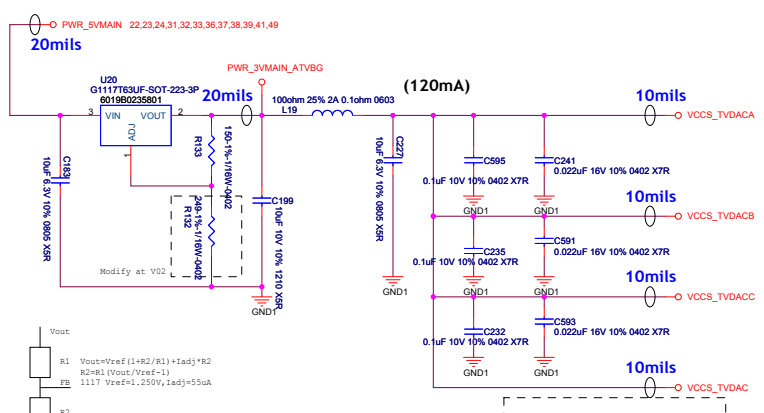 PWR_5VMAIN 22,23,24,31,32,33,36,37,38,39,41,49
20mils
U20
G1117T63UF-SOT-223-3P
6019B0235801
3
VIN
VOUT
2
ADJ
1
20mils
PWR_3VMAIN_ATVBG
100ohm 25% 2A 0.1ohm 0603
L19
(120mA)
10mils
VCCS_TVDACA
C183
10uF 6.3V 10% 0805 X5R
150-1%-1/16W-0402
R133
249-1%-1/16W-0402
R132
Modify at V02
C199
10uF 10V 10% 1210 X5R
GND1
C227
10uF 6.3V 10% 0805 X5R
GND1
C595
0.1uF 10V 10% 0402 X7R
GND1
C241
0.022uF 16V 10% 0402 X7R
GND1
10mils
VCCS_TVDACB
C235
0.1uF 10V 10% 0402 X7R
GND1
C591
0.022uF 16V 10% 0402 X7R
GND1
10mils
VCCS_TVDACC
C232
0.1uF 10V 10% 0402 X7R
GND1
C593
0.022uF 16V 10% 0402 X7R
GND1
10mils
VCCS_TVDAC
Vout
R1
Vout=Vref(1+R2/R1)+Iadj*R2
R2=R1(Vout/Vref-1)
FB
1117 Vref=1.250V,Iadj=55uA
R2